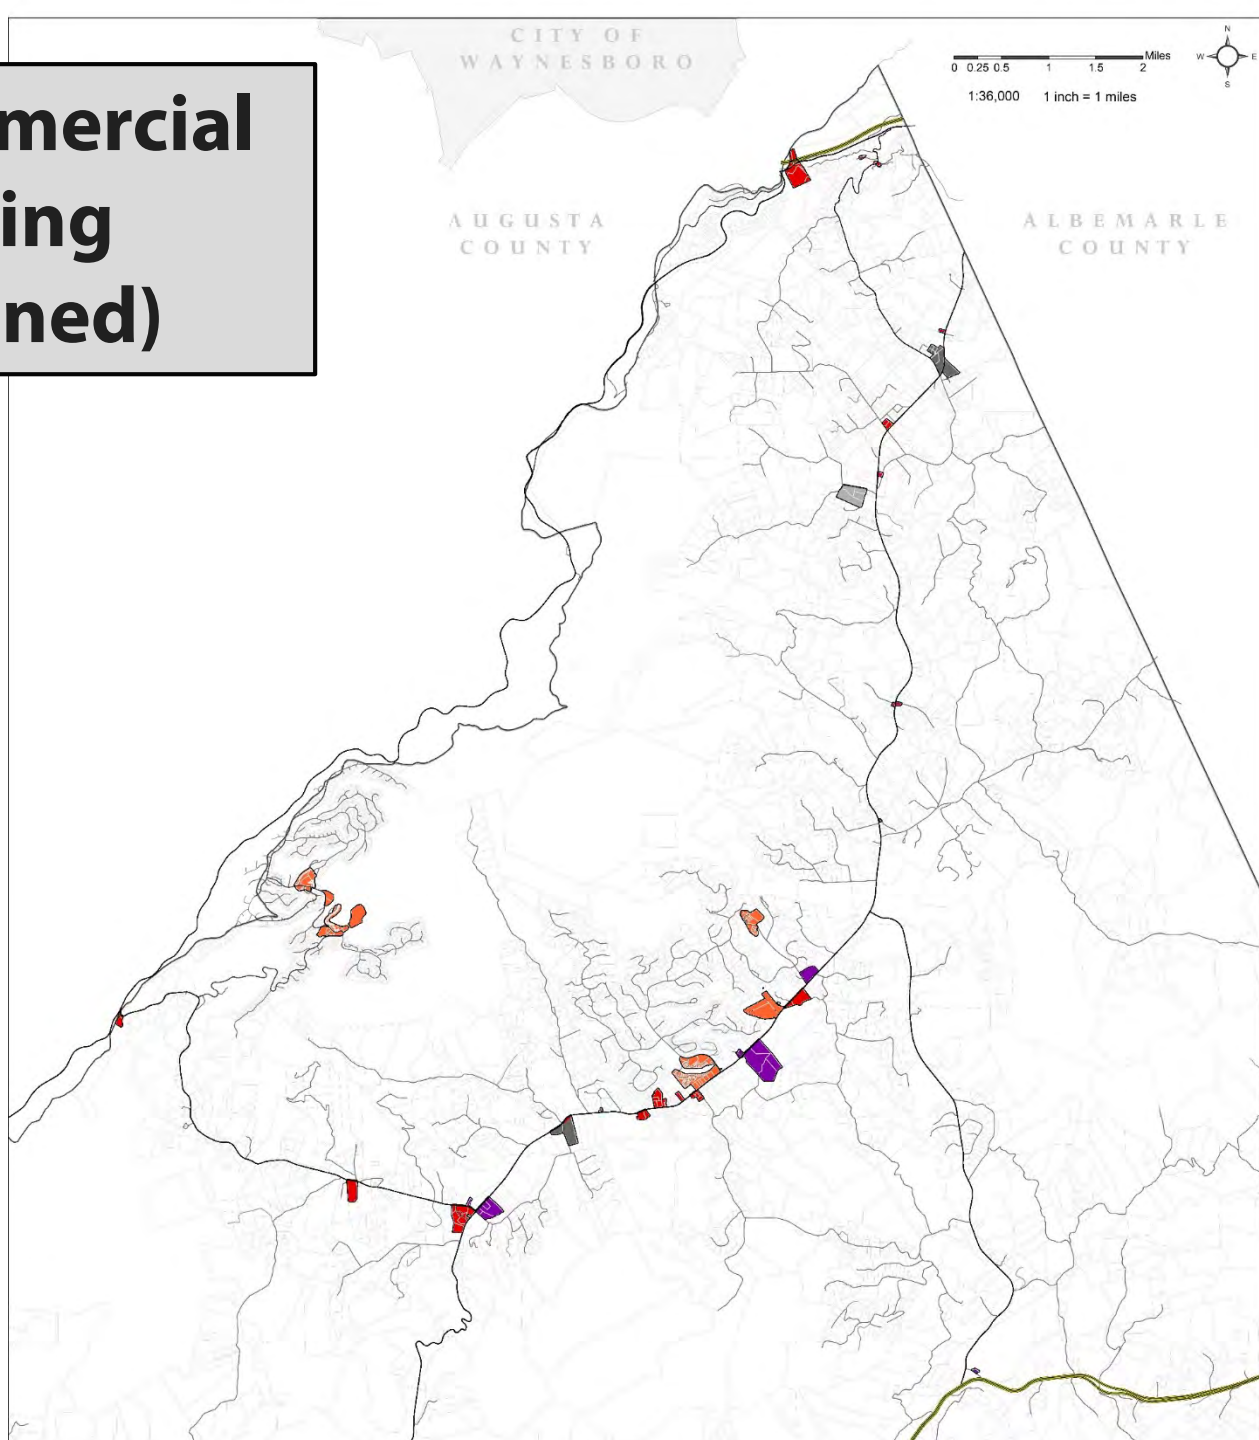 CITY OF
WAYNESBORO
mercial
ing
ned)
Miles
0 0.25 0.5 1 1.5 2
1:36,000 1 inch = 1 miles
N
W E
S
AUGUSTA
COUNTY
ALBEMARLE
COUNTY